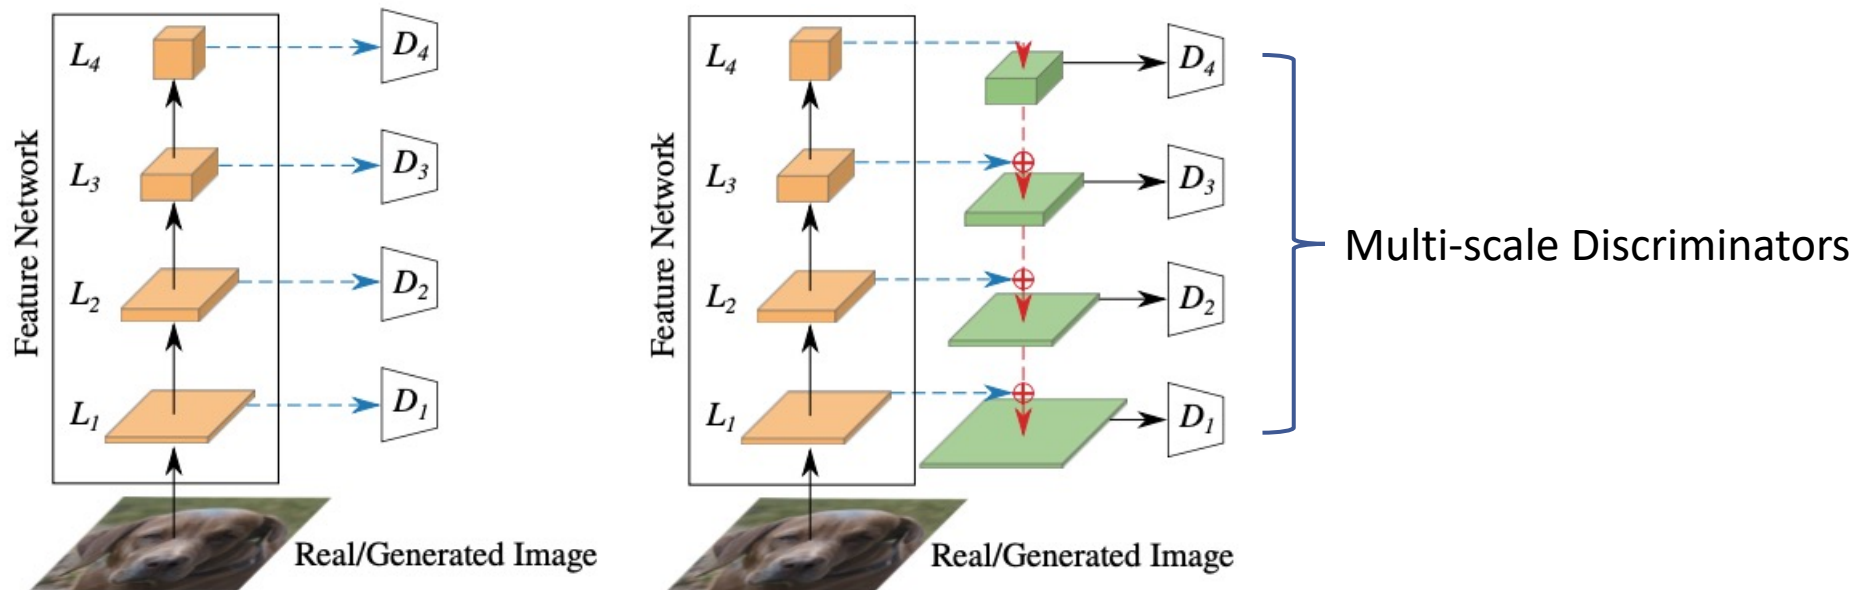 Feature Network
L4
D4
L3
D3
L2
D2
L1
D1
Real/Generated Image
Feature Network
L4
D4
L3
D3
L2
D2
L1
D1
Real/Generated Image
Multi-scale Discriminators